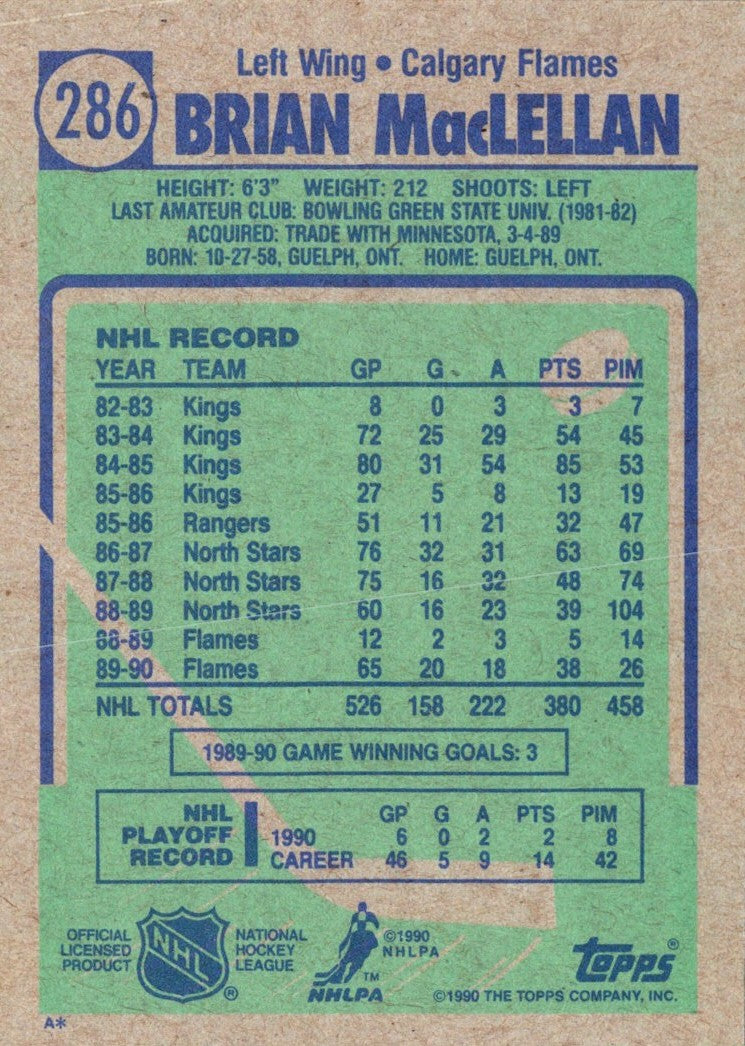 286
Left Wing • Calgary Flames
BRIAN MacLELLAN
HEIGHT: 6'3" WEIGHT: 212 SHOOTS: LEFT
LAST AMATEUR CLUB: BOWLING GREEN STATE UNIV. (1981-82)
ACQUIRED: TRADE WITH MINNESOTA, 3-4-89
BORN: 10-27-58, GUELPH, ONT. HOME: GUELPH, ONT.
NHL RECORD
YEAR TEAM GP G A PTS PIM
82-83 Kings 8 0 3 3 7
83-84 Kings 72 25 29 54 45
84-85 Kings 80 31 54 85 53
85-86 Kings 27 5 8 13 19
85-86 Rangers 51 11 21 32 47
86-87 North Stars 76 32 31 63 69
87-88 North Stars 75 16 32 48 74
88-89 North Stars 60 16 23 39 104
88-89 Flames 12 2 3 5 14
89-90 Flames 65 20 18 38 26
NHL TOTALS 526 158 222 380 458
1989-90 GAME WINNING GOALS: 3
NHL PLAYOFF RECORD
GP G A PTS PIM
1990 6 0 2 2 8
CAREER 46 5 9 14 42
OFFICIAL
LICENSED
PRODUCT
NHL
®
NATIONAL
HOCKEY
LEAGUE
TM
NHLPA
©1990
NHLPA
topps®
©1990 THE TOPPS COMPANY, INC.
A*